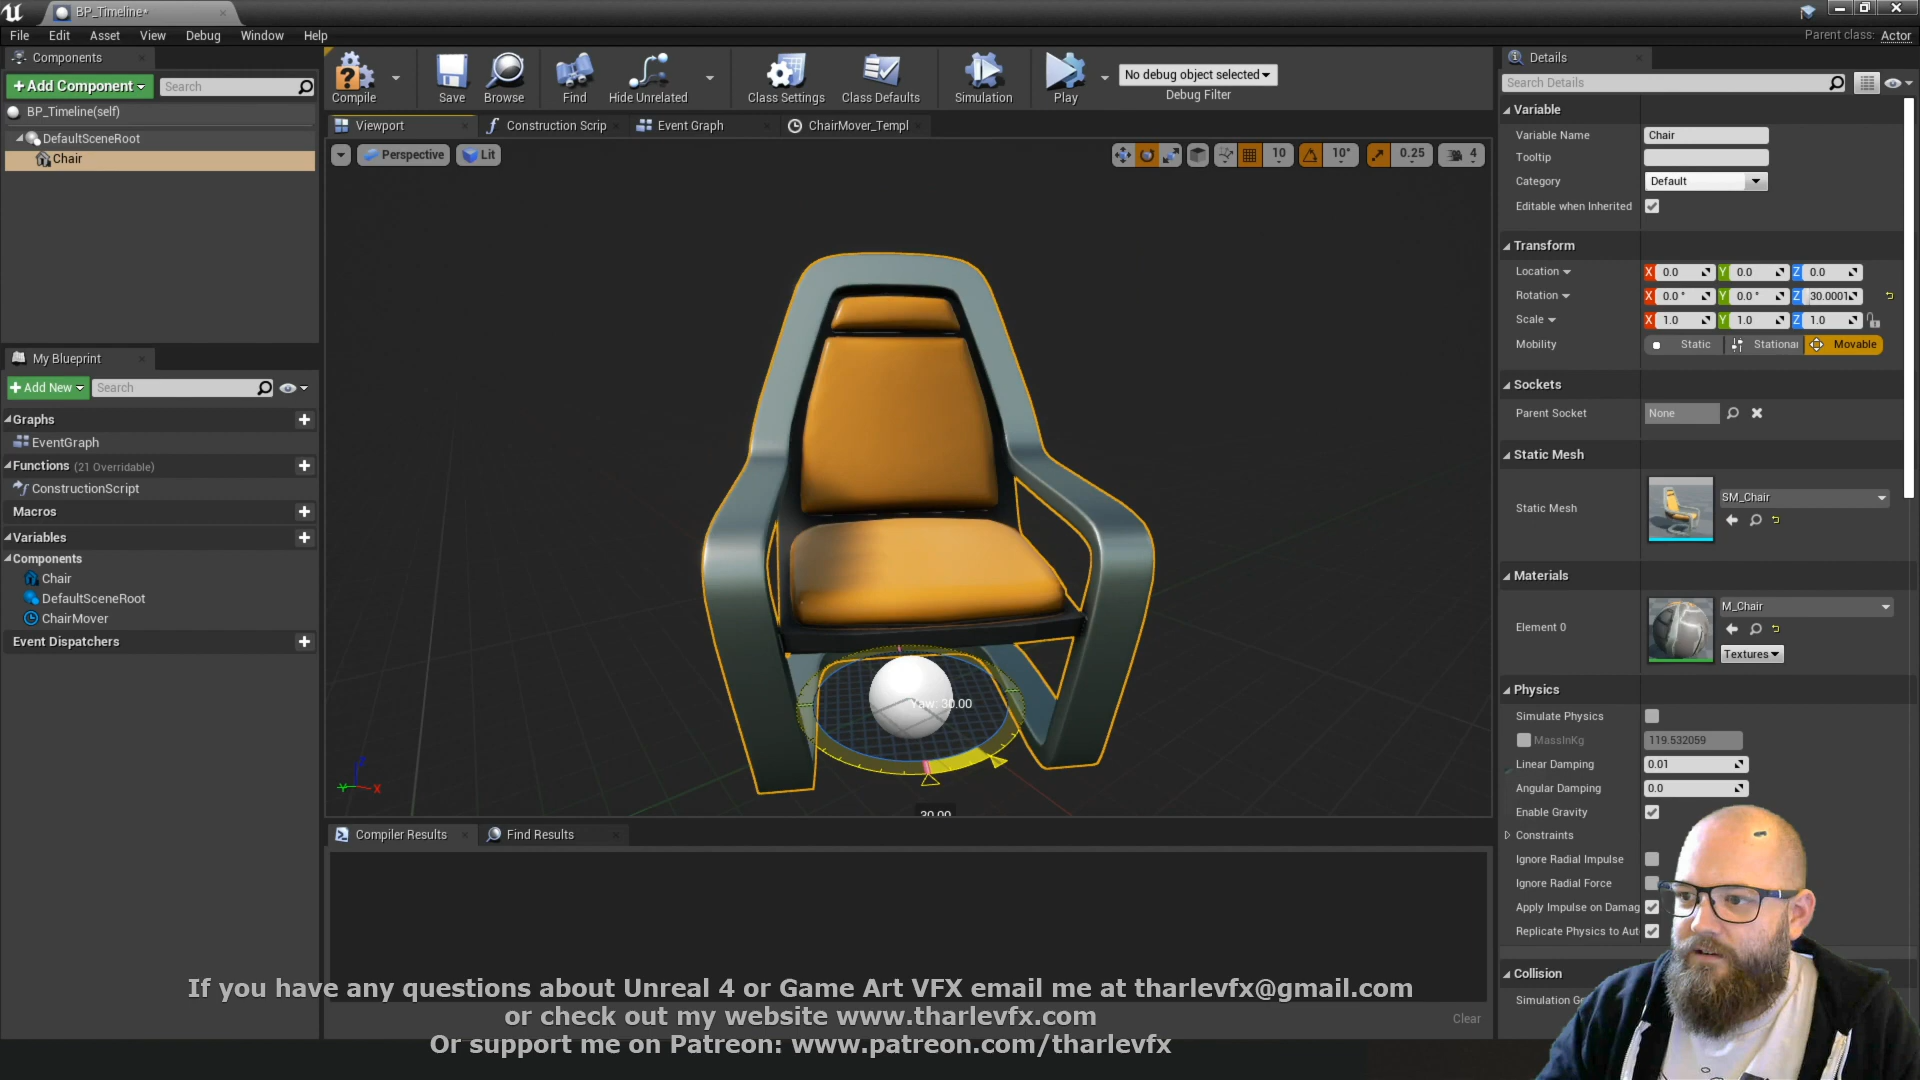 BP_Timeline*
File Edit Asset View Debug Window Help
Parent class: Actor
Components
+Add Component
Search
BP_Timeline(self)
DefaultSceneRoot
Chair
My Blueprint
+Add New
Search
Graphs
EventGraph
Functions (21 Overridable)
ConstructionScript
Macros
Variables
Components
Chair
DefaultSceneRoot
ChairMover
Event Dispatchers
Compile
Save
Browse
Find
Hide Unrelated
Class Settings
Class Defaults
Simulation
Play
No debug object selected
Debug Filter
Viewport
Construction Scrip
Event Graph
ChairMover_Templ
Perspective
Lit
10
10°
0.25
4
Yaw: 30.00
30.00
Y X
Compiler Results
Find Results
Clear
Details
Search Details
Variable
Variable Name Chair
Tooltip
Category Default
Editable when Inherited
Transform
Location X 0.0 Y 0.0 Z 0.0
Rotation X 0.0 ° Y 0.0 ° Z 30.0001
Scale X 1.0 Y 1.0 Z 1.0
Mobility Static Stationar Movable
Sockets
Parent Socket None
Static Mesh
Static Mesh SM_Chair
Materials
Element 0 M_Chair
Textures
Physics
Simulate Physics
MassInKg 119.532059
Linear Damping 0.01
Angular Damping 0.0
Enable Gravity
Constraints
Ignore Radial Impulse
Ignore Radial Force
Apply Impulse on Damag
Replicate Physics to Aut
Collision
Simulation Ge
If you have any questions about Unreal 4 or Game Art VFX email me at tharlevfx@gmail.com
or check out my website www.tharlevfx.com
Or support me on Patreon: www.patreon.com/tharlevfx